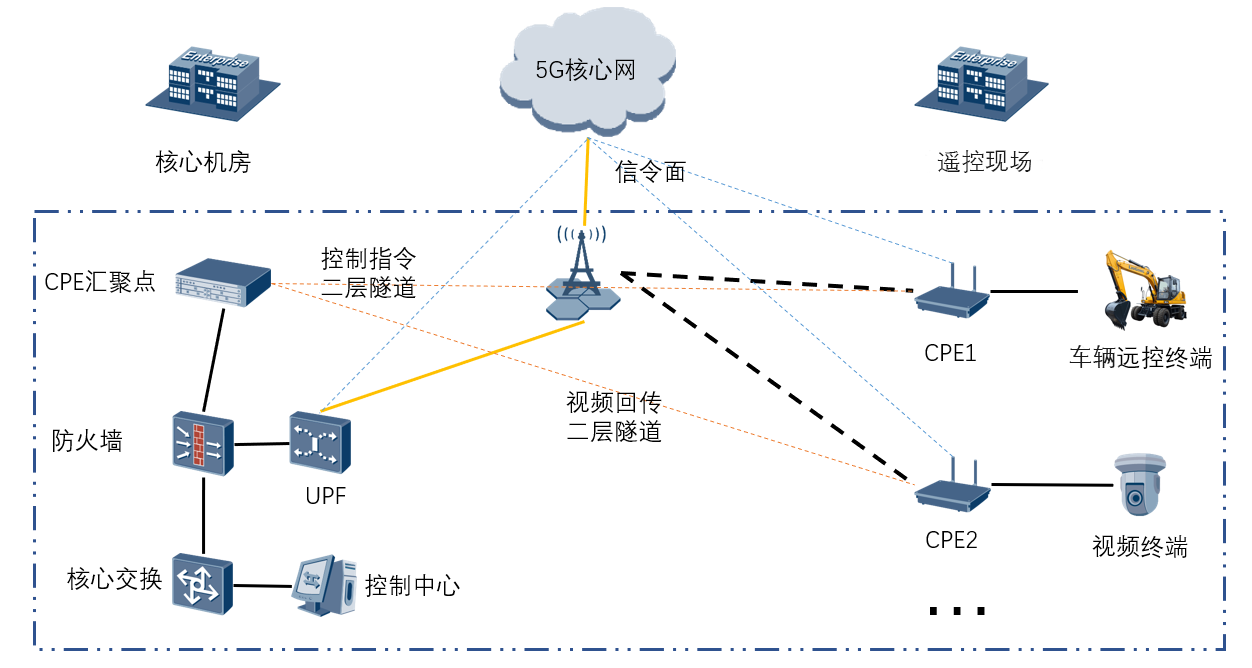 Enterprise
5G核心网
Enterprise
核心机房
信令面
遥控现场
CPE汇聚点
控制指令
二层隧道
CPE1
车辆远控终端
防火墙
视频回传
二层隧道
UPF
CPE2
视频终端
核心交换
控制中心
...